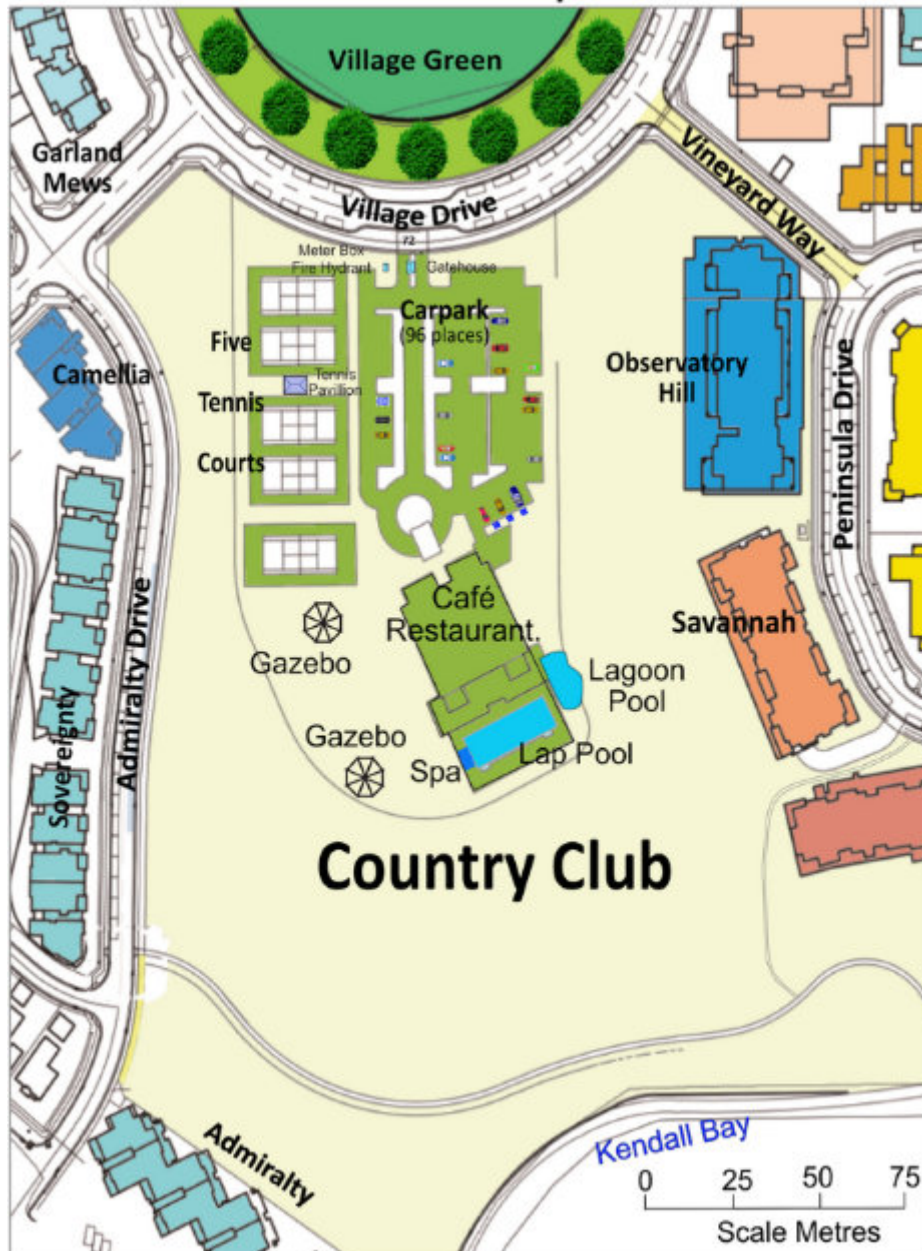 Village Green
Garland
Mews
Village Drive
Vineyard Way
72
Meter Box
Fire Hydrant
Gatehouse
Carpark
(96 places)
Five
Camellia
Tennis
Pavillion
Tennis
Courts
Observatory
Hill
Peninsula Drive
Café
Restaurant.
Savannah
Gazebo
Lagoon
Pool
Admiralty Drive
Sovereignty
Gazebo
Spa
Lap Pool
Country Club
Admiralty
Kendall Bay
0 25 50 75
Scale Metres